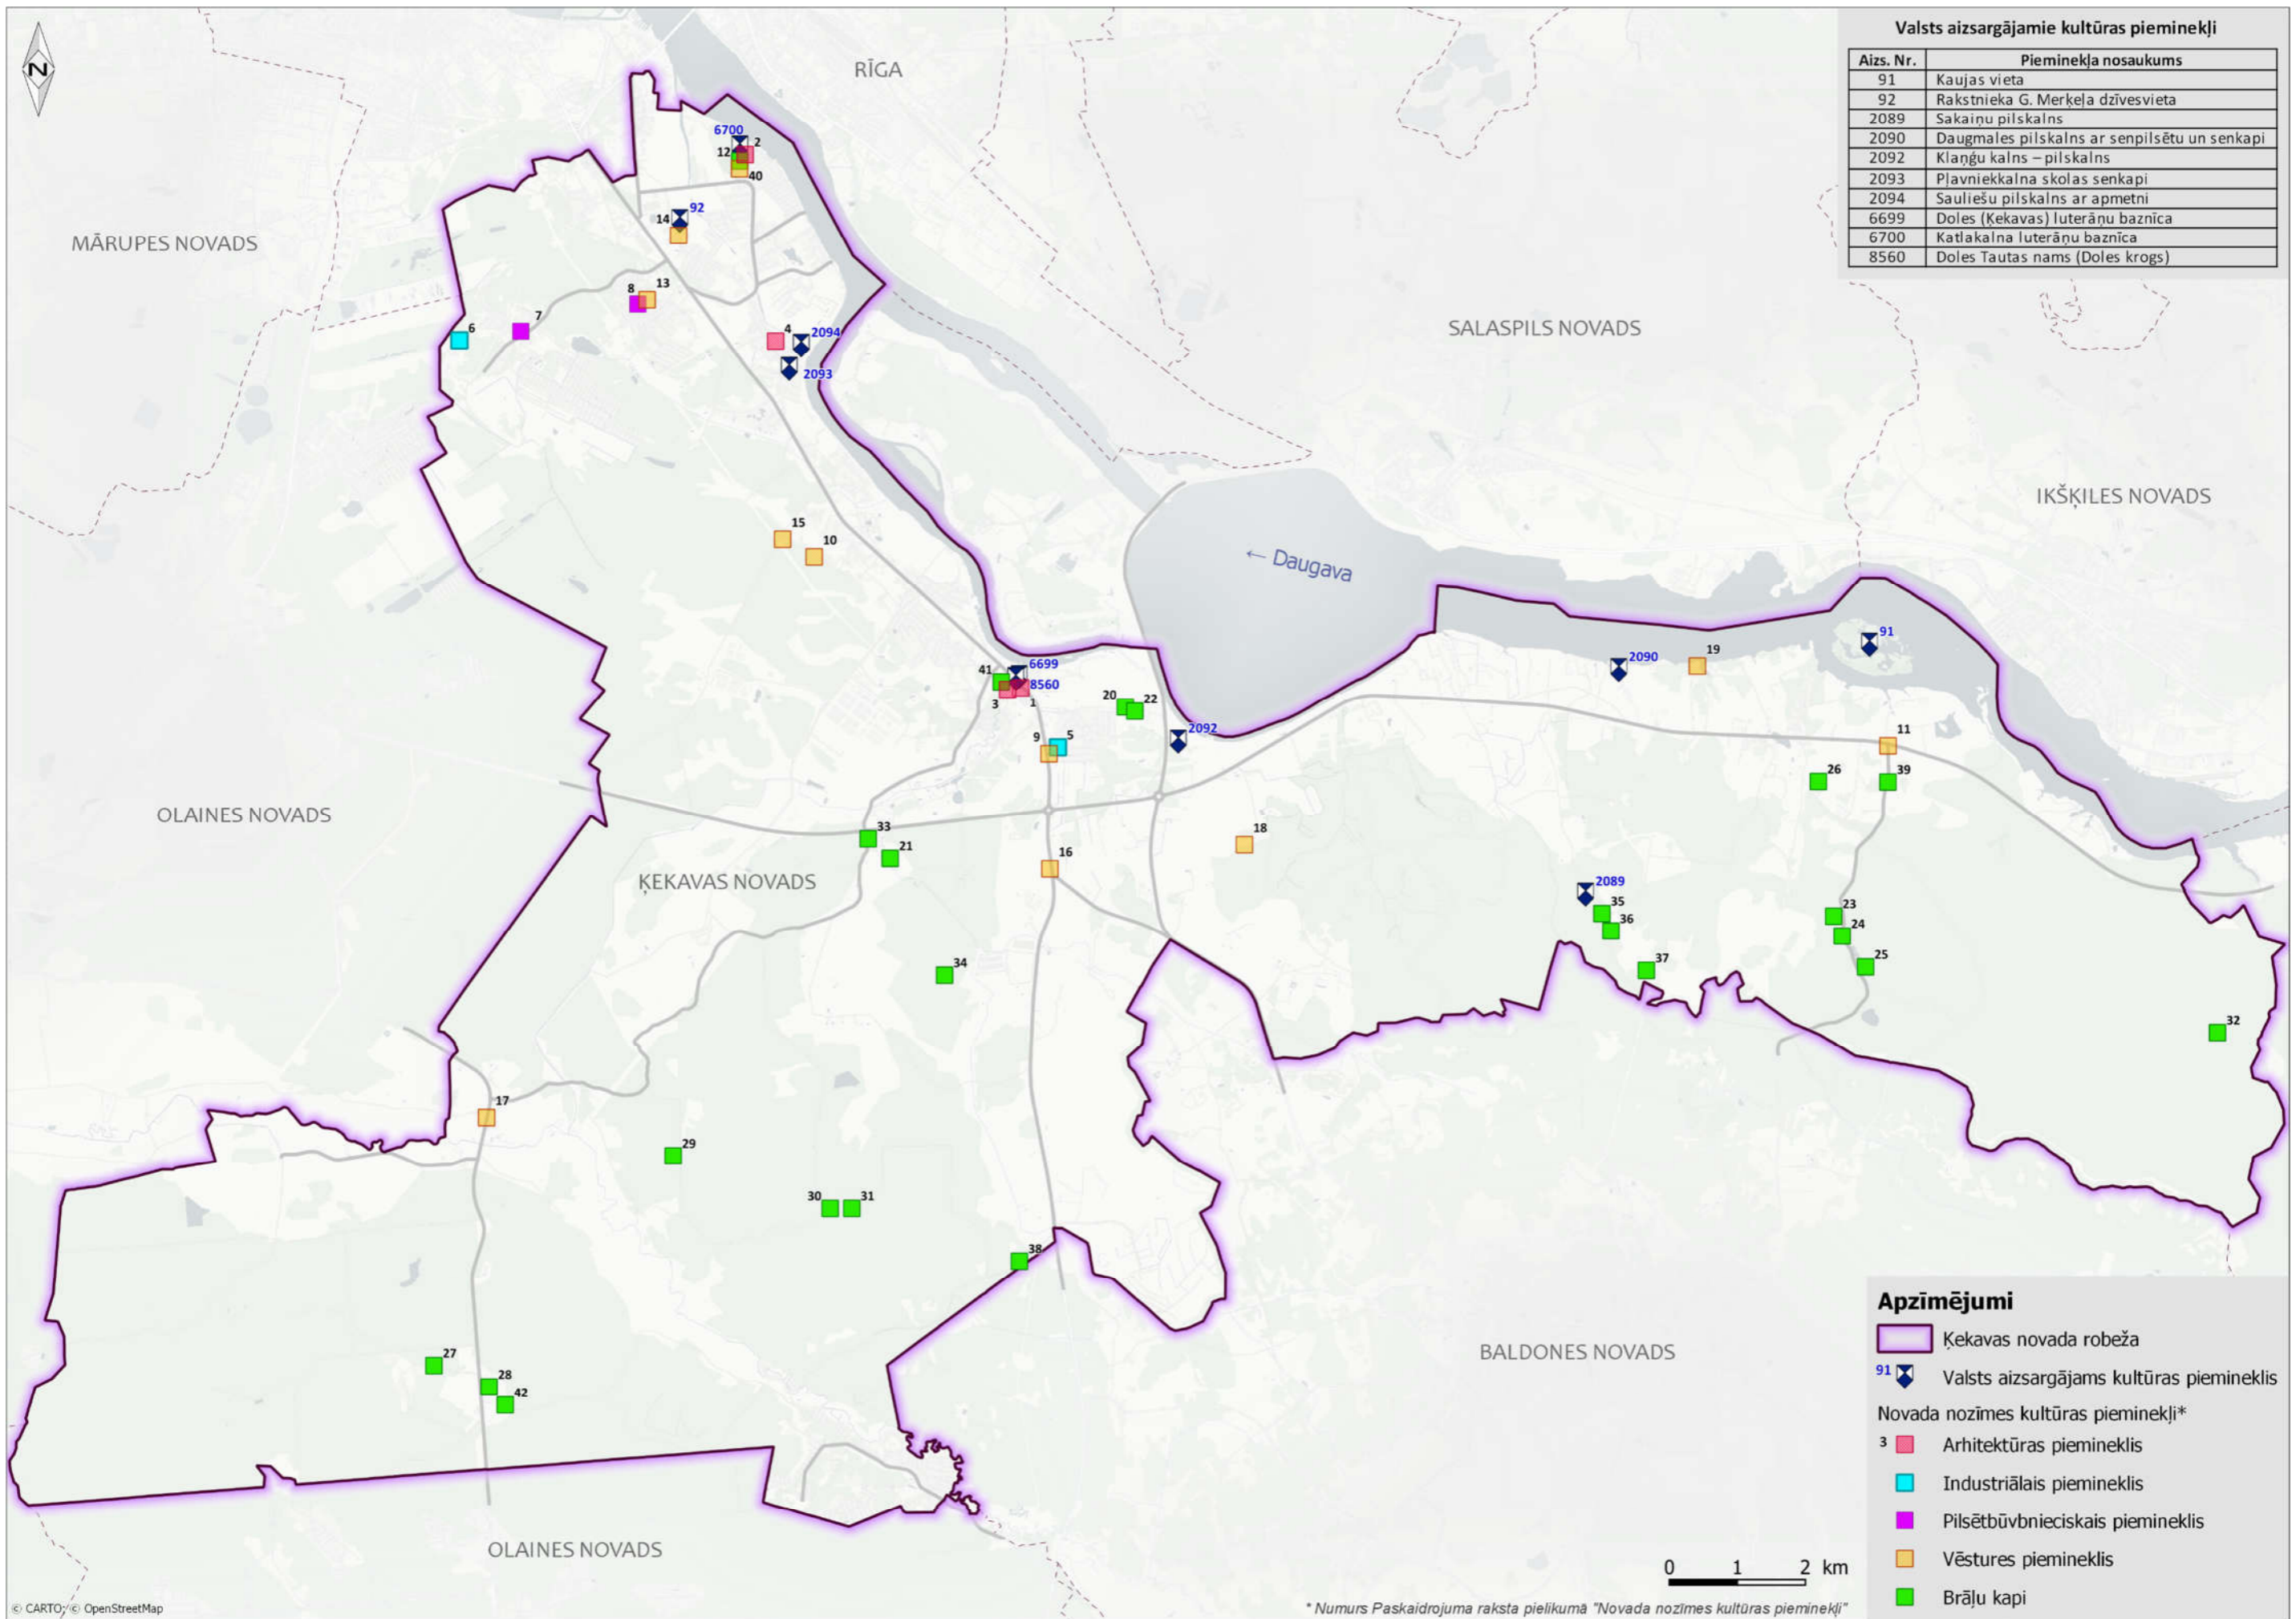 N
RĪGA
MĀRUPES NOVADS
SALASPILS NOVADS
IKŠĶILES NOVADS
OLAINES NOVADS
ĶEKAVAS NOVADS
BALDONES NOVADS
OLAINES NOVADS
← Daugava
Valsts aizsargājamie kultūras pieminekļi
Aizs. Nr. Pieminekļa nosaukums
91 Kaujas vieta
92 Rakstnieka G. Merķeļa dzīvesvieta
2089 Sakaiņu pilskalns
2090 Daugmales pilskalns ar senpilsētu un senkapi
2092 Klaņģu kalns – pilskalns
2093 Pļavniekkalna skolas senkapi
2094 Sauliešu pilskalns ar apmetni
6699 Doles (Ķekavas) luterāņu baznīca
6700 Katlakalna luterāņu baznīca
8560 Doles Tautas nams (Doles krogs)
6700
2
12
40
92
14
13
8
7
6
4
2094
2093
15
10
41
6699
8560
3
1
20
22
2092
9
5
2090
19
91
11
26
39
33
21
18
16
2089
35
36
37
23
24
25
34
32
17
29
30
31
38
27
28
42
Apzīmējumi
Ķekavas novada robeža
91 Valsts aizsargājams kultūras piemineklis
Novada nozīmes kultūras pieminekļi*
3 Arhitektūras piemineklis
Industriālais piemineklis
Pilsētbūvbnieciskais piemineklis
Vēstures piemineklis
Brāļu kapi
0 1 2 km
* Numurs Paskaidrojuma raksta pielikumā "Novada nozīmes kultūras pieminekļi"
© CARTO; © OpenStreetMap